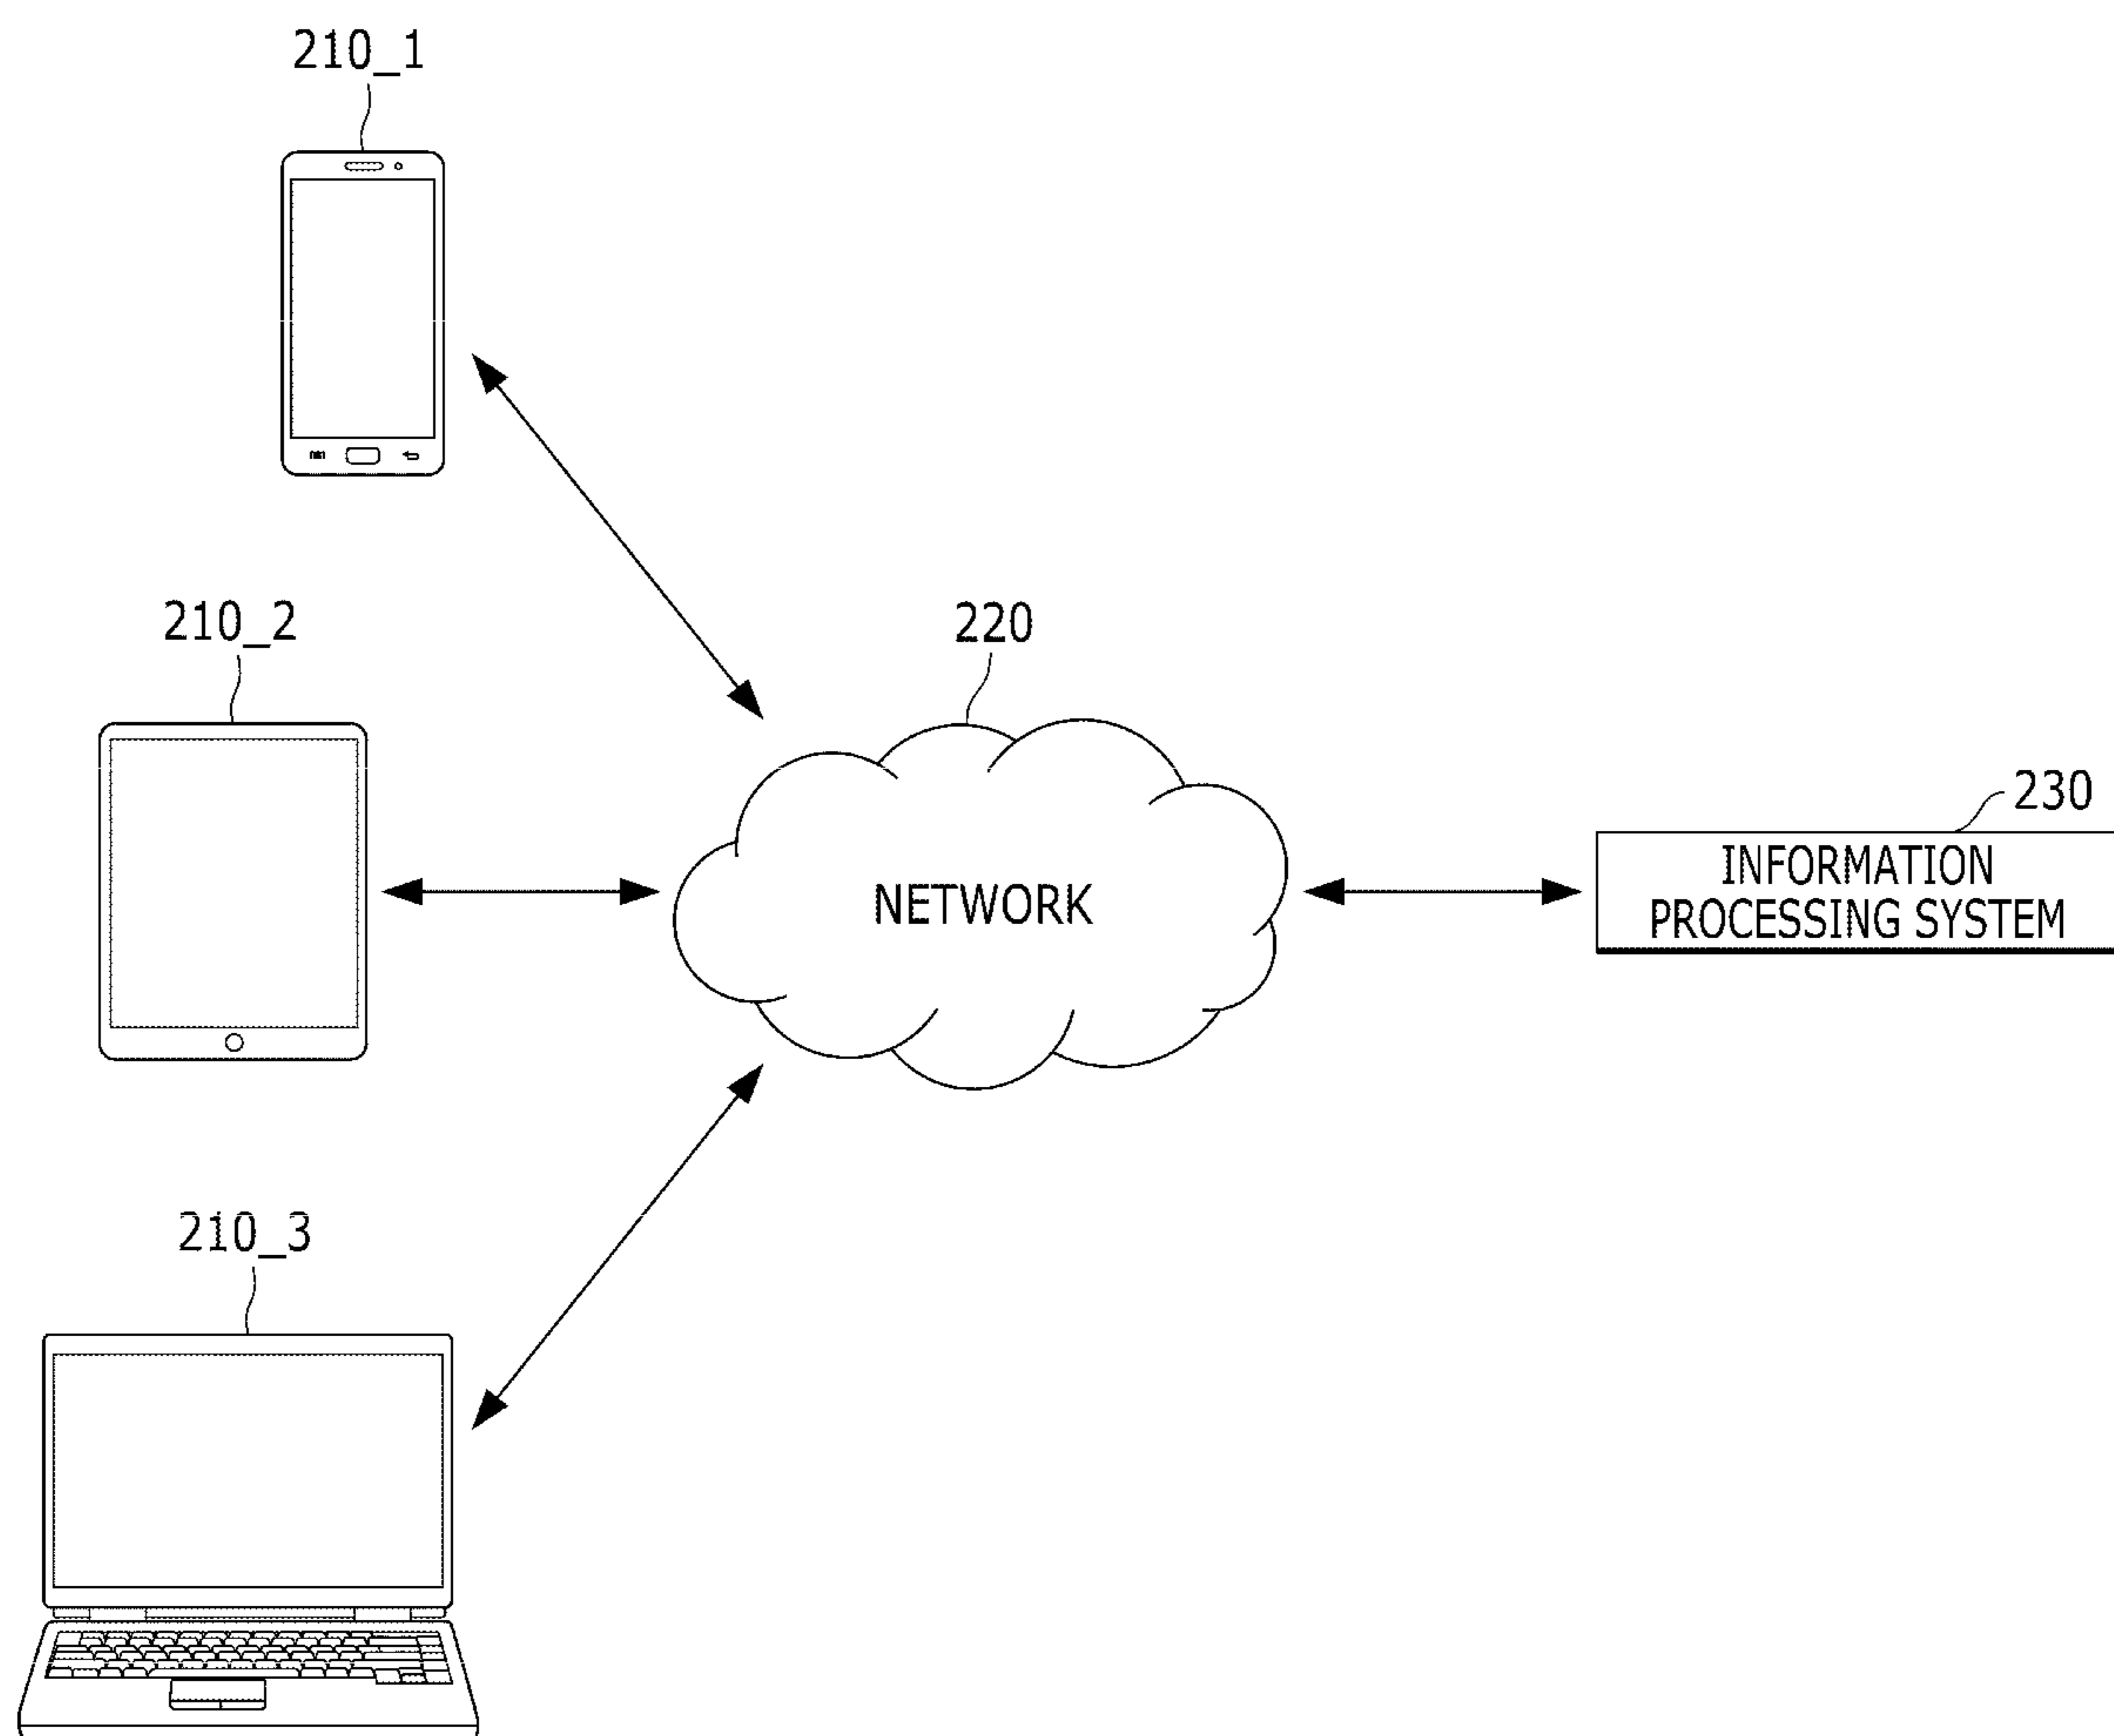 210_1
210_2
220
230
INFORMATION
PROCESSING SYSTEM
NETWORK
210_3